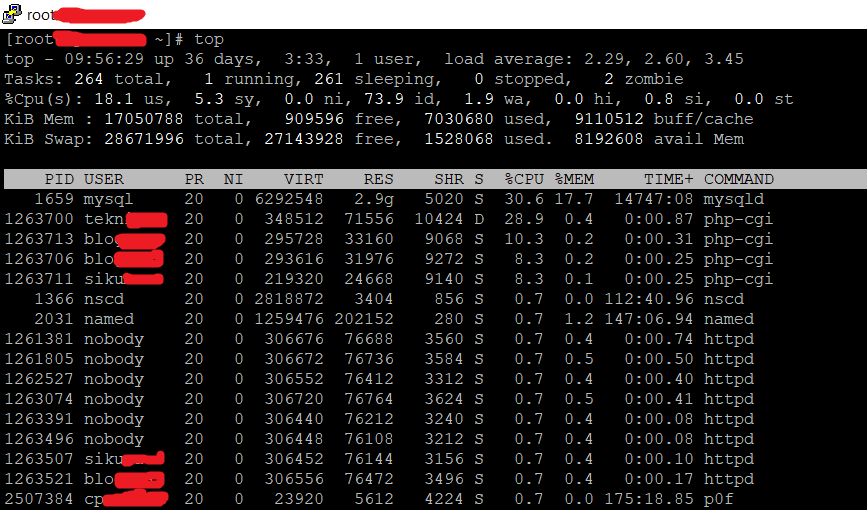 root
[root ~]# top
top - 09:56:29 up 36 days,  3:33,  1 user,  load average: 2.29, 2.60, 3.45
Tasks: 264 total,   1 running, 261 sleeping,   0 stopped,   2 zombie
%Cpu(s): 18.1 us,  5.3 sy,  0.0 ni, 73.9 id,  1.9 wa,  0.0 hi,  0.8 si,  0.0 st
KiB Mem : 17050788 total,   909596 free,  7030680 used,  9110512 buff/cache
KiB Swap: 28671996 total, 27143928 free,  1528068 used.  8192608 avail Mem
PID USER      PR  NI    VIRT    RES    SHR S  %CPU %MEM     TIME+ COMMAND
1659 mysql     20   0 6292548   2.9g   5020 S  30.6 17.7  14747:08 mysqld
1263700 tekn 20   0  348512  71556  10424 D  28.9  0.4   0:00.87 php-cgi
1263713 blo 20   0  295728  33160   9068 S  10.3  0.2   0:00.31 php-cgi
1263706 blo 20   0  293616  31976   9272 S   8.3  0.2   0:00.25 php-cgi
1263711 siku 20   0  219320  24668   9140 S   8.3  0.1   0:00.25 php-cgi
1366 nscd      20   0 2818872   3404    856 S   0.7  0.0 112:40.96 nscd
2031 named     20   0 1259476 202152    280 S   0.7  1.2 147:06.94 named
1261381 nobody    20   0  306676  76688   3560 S   0.7  0.4   0:00.74 httpd
1261805 nobody    20   0  306672  76736   3584 S   0.7  0.5   0:00.50 httpd
1262527 nobody    20   0  306552  76412   3312 S   0.7  0.4   0:00.40 httpd
1263074 nobody    20   0  306720  76764   3624 S   0.7  0.5   0:00.41 httpd
1263391 nobody    20   0  306440  76212   3240 S   0.7  0.4   0:00.08 httpd
1263496 nobody    20   0  306448  76108   3212 S   0.7  0.4   0:00.08 httpd
1263507 siku 20   0  306452  76144   3156 S   0.7  0.4   0:00.10 httpd
1263521 blo 20   0  306556  76472   3496 S   0.7  0.4   0:00.17 httpd
2507384 cp 20   0   23920   5612   4224 S   0.7  0.0 175:18.85 p0f